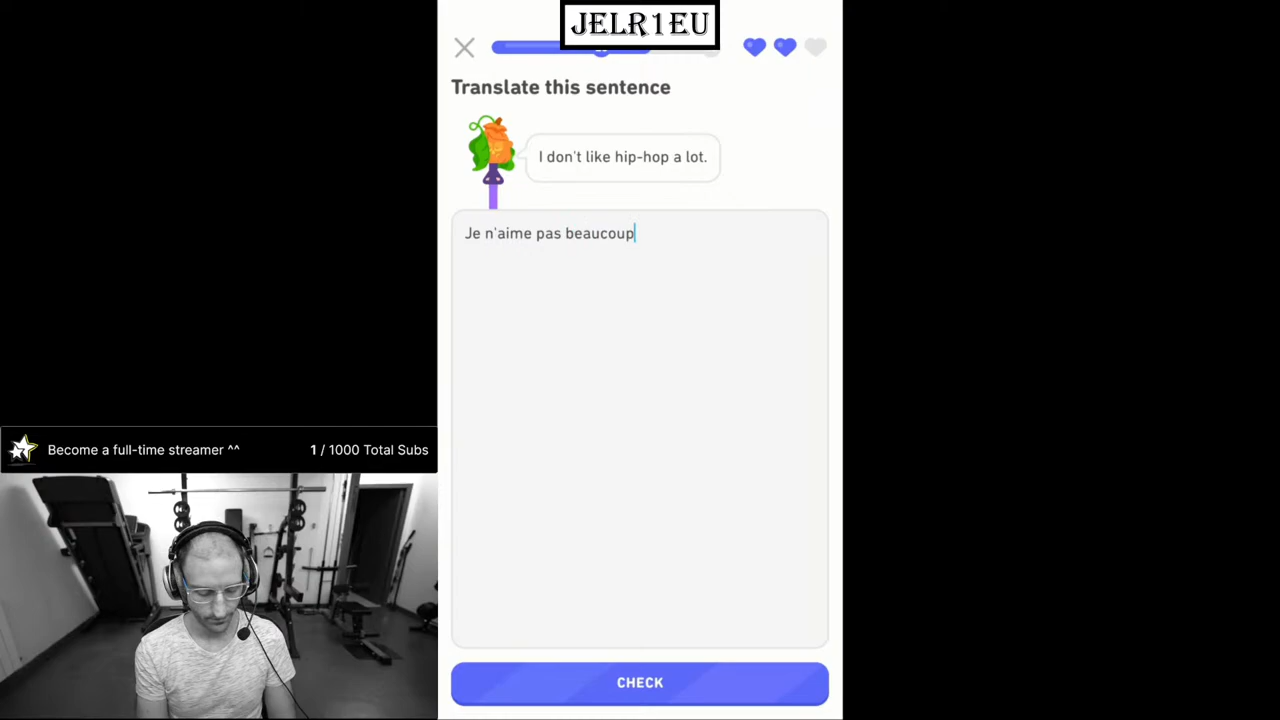 JELR1EU
Translate this sentence
I don't like hip-hop a lot.
Je n'aime pas beaucoup
Become a full-time streamer ^^ 1 / 1000 Total Subs
CHECK